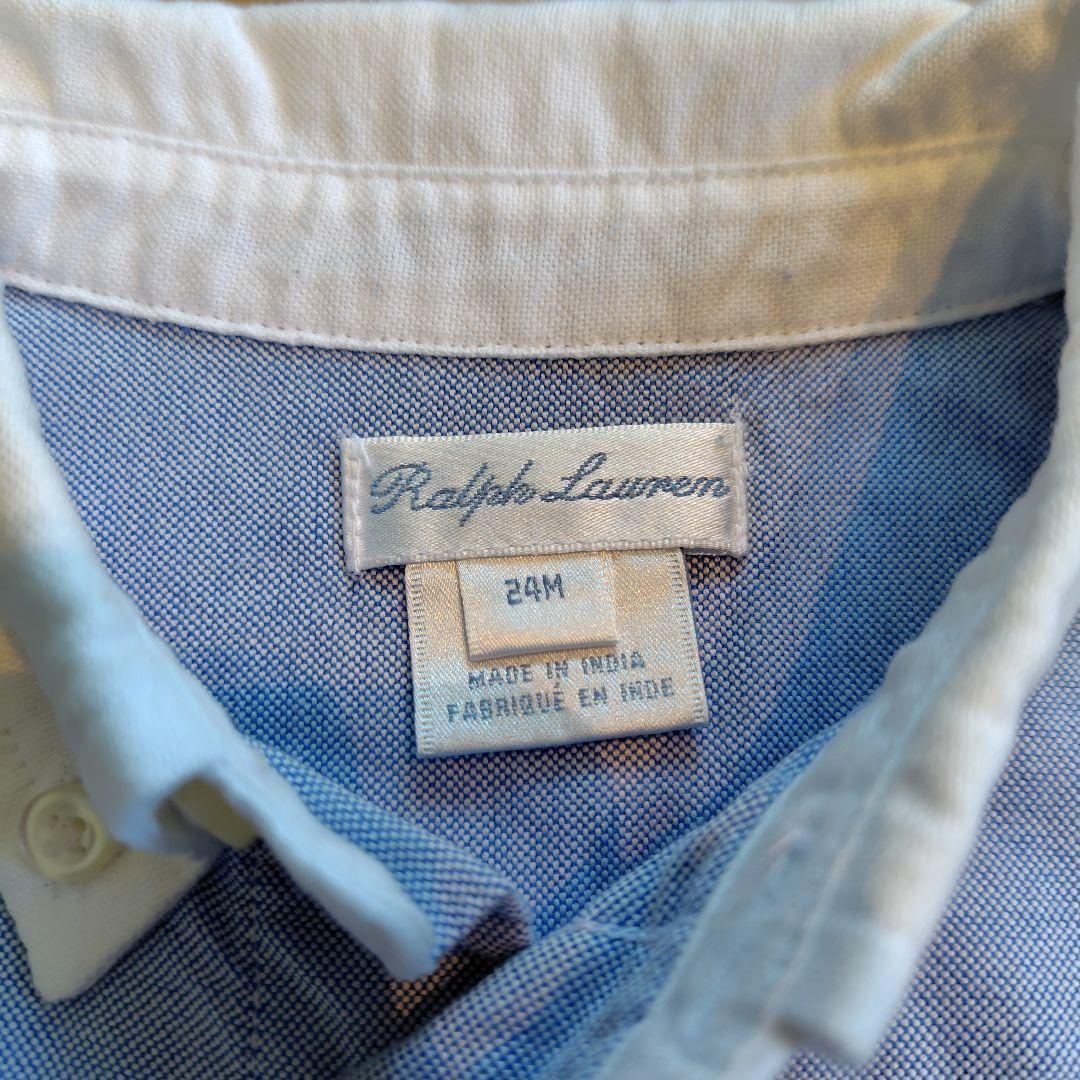 Ralph Lauren
24M
MADE IN INDIA
FABRIQUÉ EN INDE